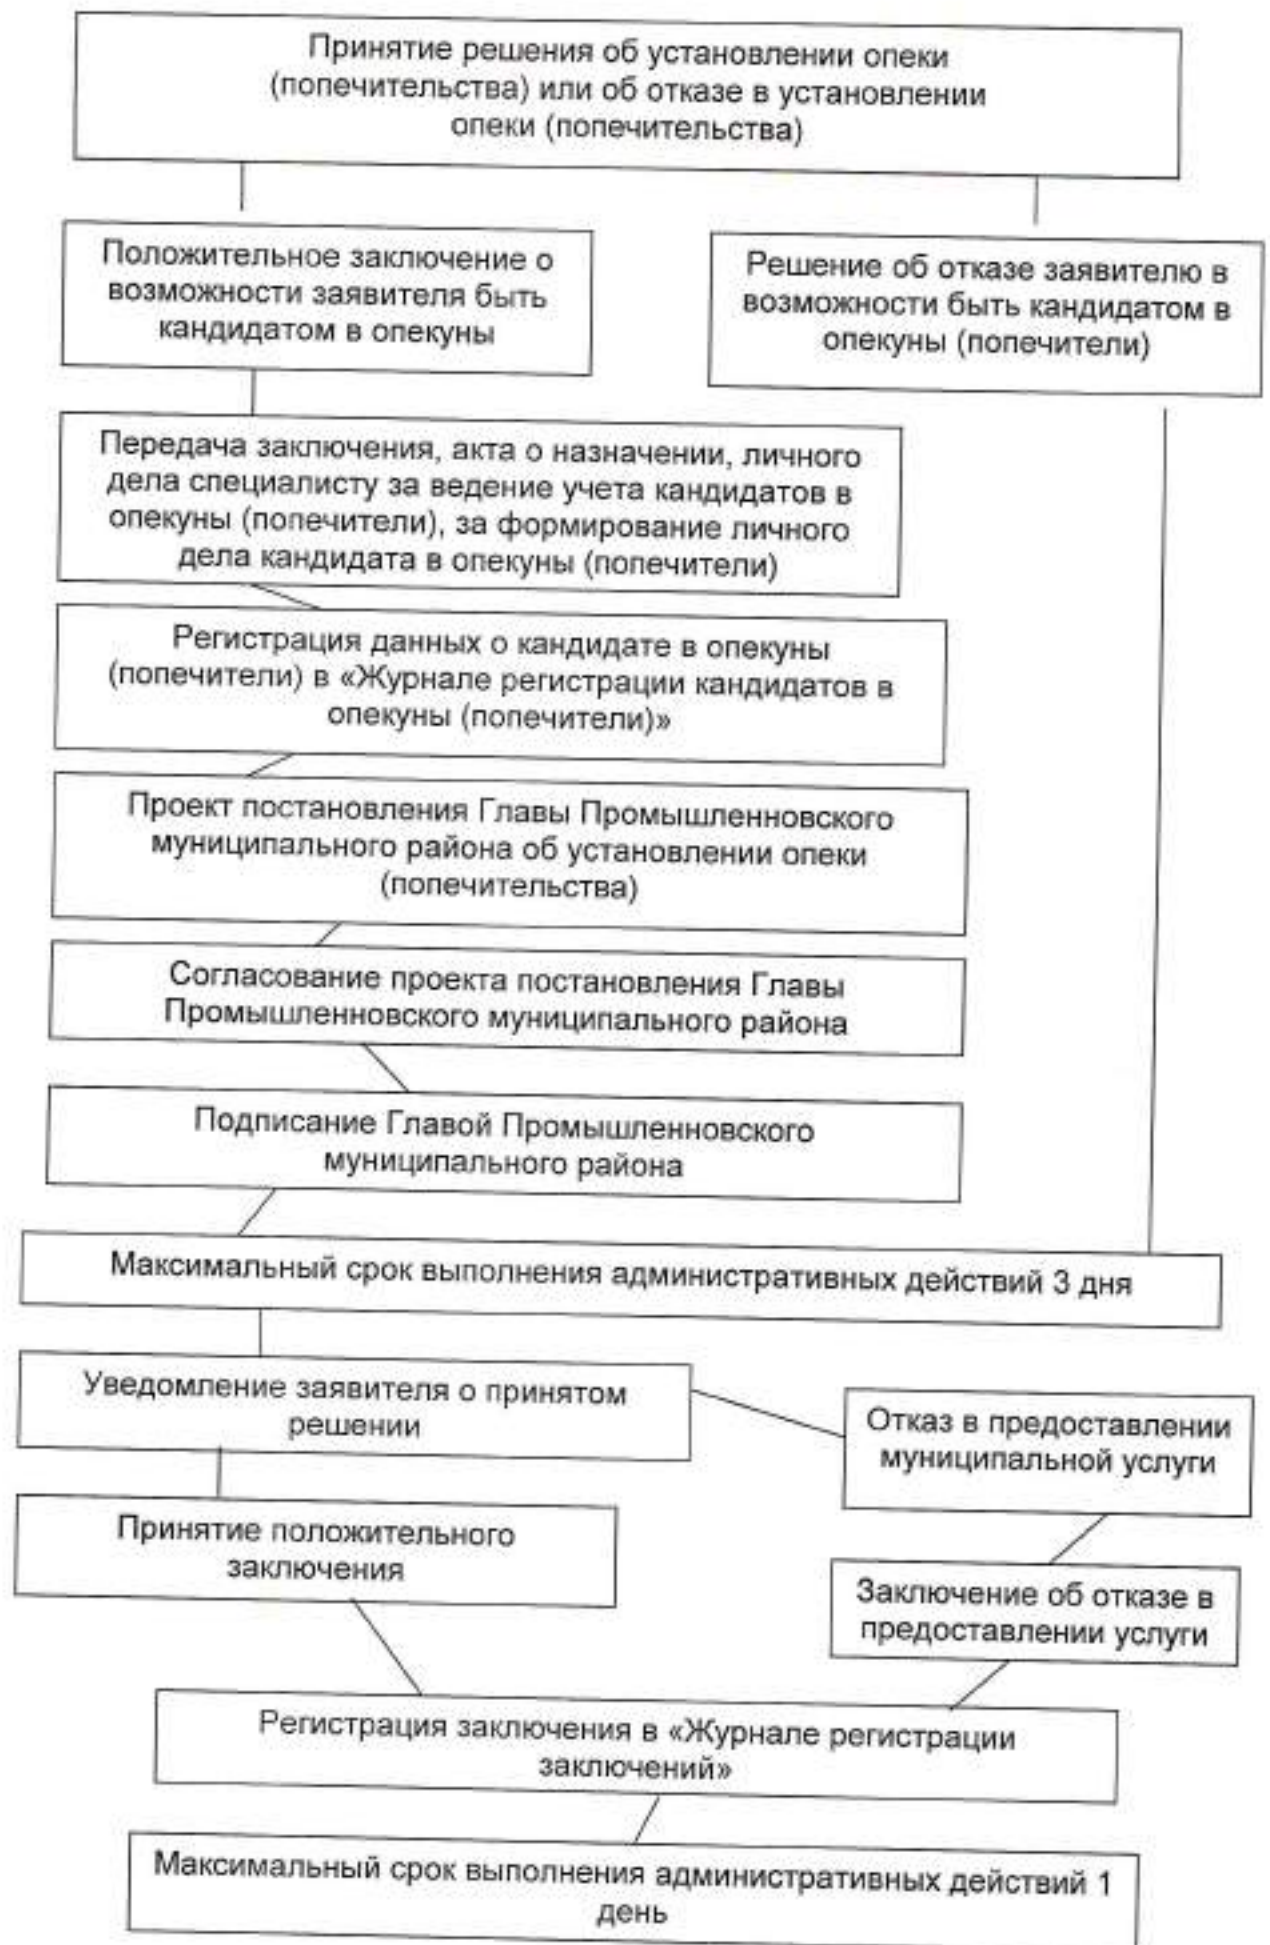 Принятие решения об установлении опеки
(попечительства) или об отказе в установлении
опеки (попечительства)
Положительное заключение о
возможности заявителя быть
кандидатом в опекуны
Решение об отказе заявителю в
возможности быть кандидатом в
опекуны (попечители)
Передача заключения, акта о назначении, личного
дела специалисту за ведение учета кандидатов в
опекуны (попечители), за формирование личного
дела кандидата в опекуны (попечители)
Регистрация данных о кандидате в опекуны
(попечители) в «Журнале регистрации кандидатов в
опекуны (попечители)»
Проект постановления Главы Промышленновского
муниципального района об установлении опеки
(попечительства)
Согласование проекта постановления Главы
Промышленновского муниципального района
Подписание Главой Промышленновского
муниципального района
Максимальный срок выполнения административных действий 3 дня
Уведомление заявителя о принятом
решении
Отказ в предоставлении
муниципальной услуги
Принятие положительного
заключения
Заключение об отказе в
предоставлении услуги
Регистрация заключения в «Журнале регистрации
заключений»
Максимальный срок выполнения административных действий 1
день